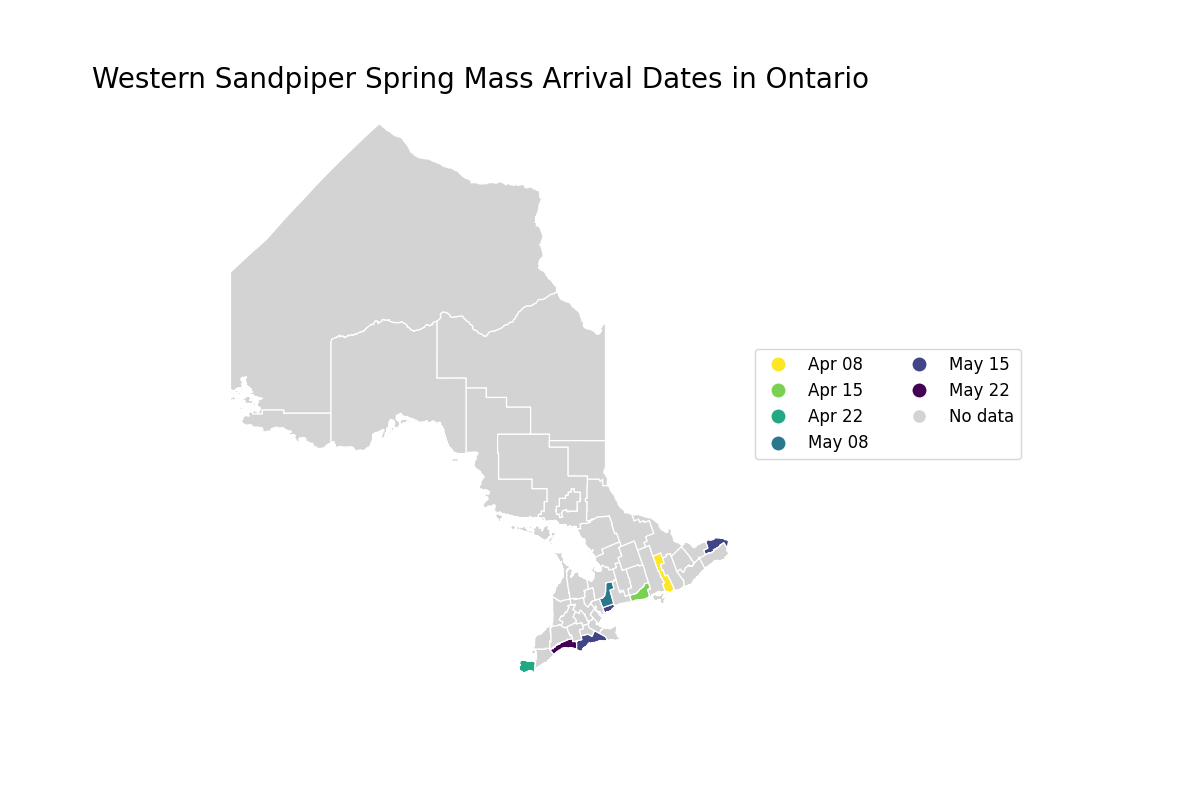 Western Sandpiper Spring Mass Arrival Dates in Ontario
Apr 08
Apr 15
Apr 22
May 08
May 15
May 22
No data